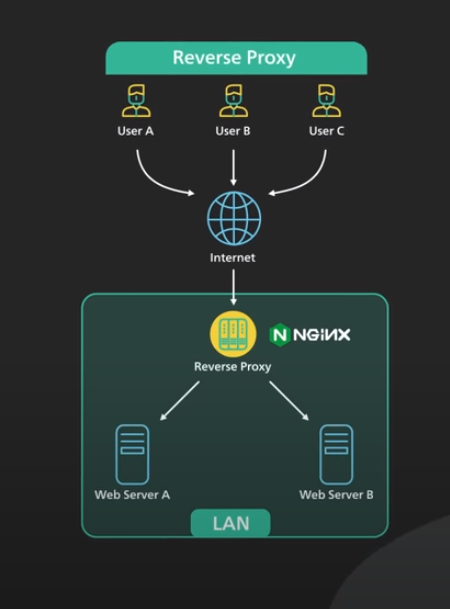 Reverse Proxy
User A
User B
User C
Internet
NGINX
Reverse Proxy
Web Server A
Web Server B
LAN